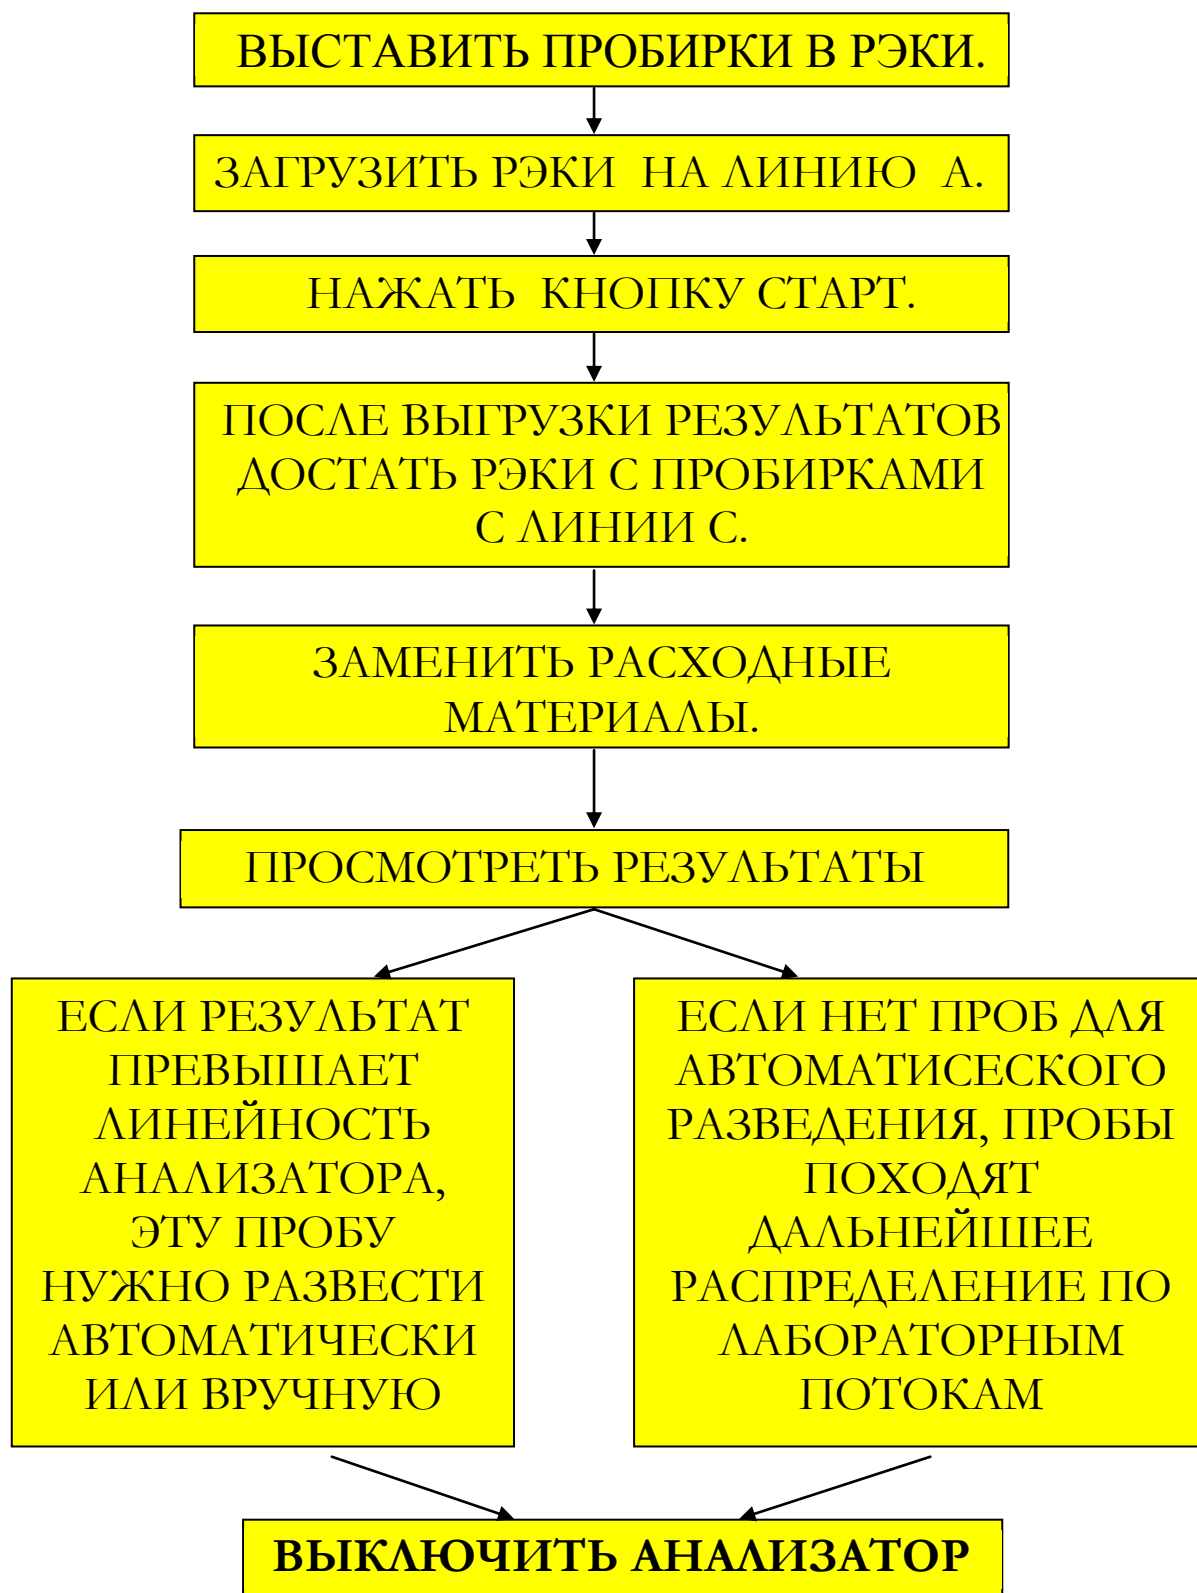 ВЫСТАВИТЬ ПРОБИРКИ В РЭКИ.
ЗАГРУЗИТЬ РЭКИ НА ЛИНИЮ А.
НАЖАТЬ КНОПКУ СТАРТ.
ПОСЛЕ ВЫГРУЗКИ РЕЗУЛЬТАТОВ
ДОСТАТЬ РЭКИ С ПРОБИРКАМИ
С ЛИНИИ С.
ЗАМЕНИТЬ РАСХОДНЫЕ
МАТЕРИАЛЫ.
ПРОСМОТРЕТЬ РЕЗУЛЬТАТЫ
ЕСЛИ РЕЗУЛЬТАТ
ПРЕВЫШАЕТ
ЛИНЕЙНОСТЬ
АНАЛИЗАТОРА,
ЭТУ ПРОБУ
НУЖНО РАЗВЕСТИ
АВТОМАТИЧЕСКИ
ИЛИ ВРУЧНУЮ
ЕСЛИ НЕТ ПРОБ ДЛЯ
АВТОМАТИСЕСКОГО
РАЗВЕДЕНИЯ, ПРОБЫ
ПОХОДЯТ
ДАЛЬНЕЙШЕЕ
РАСПРЕДЕЛЕНИЕ ПО
ЛАБОРАТОРНЫМ
ПОТОКАМ
ВЫКЛЮЧИТЬ АНАЛИЗАТОР